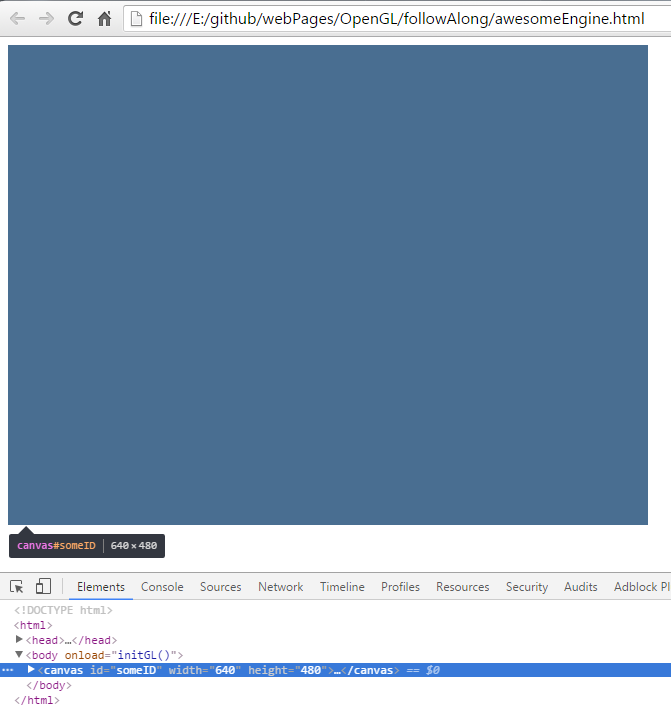 file:///E:/github/webPages/OpenGL/followAlong/awesomeEngine.html
canvas#someID 640×480
Elements Console Sources Network Timeline Profiles Resources Security Audits Adblock Pl
<!DOCTYPE html>
<html>
<head>…</head>
<body onload="initGL()">
<canvas id="someID" width="640" height="480">…</canvas> == $0
</body>
</html>